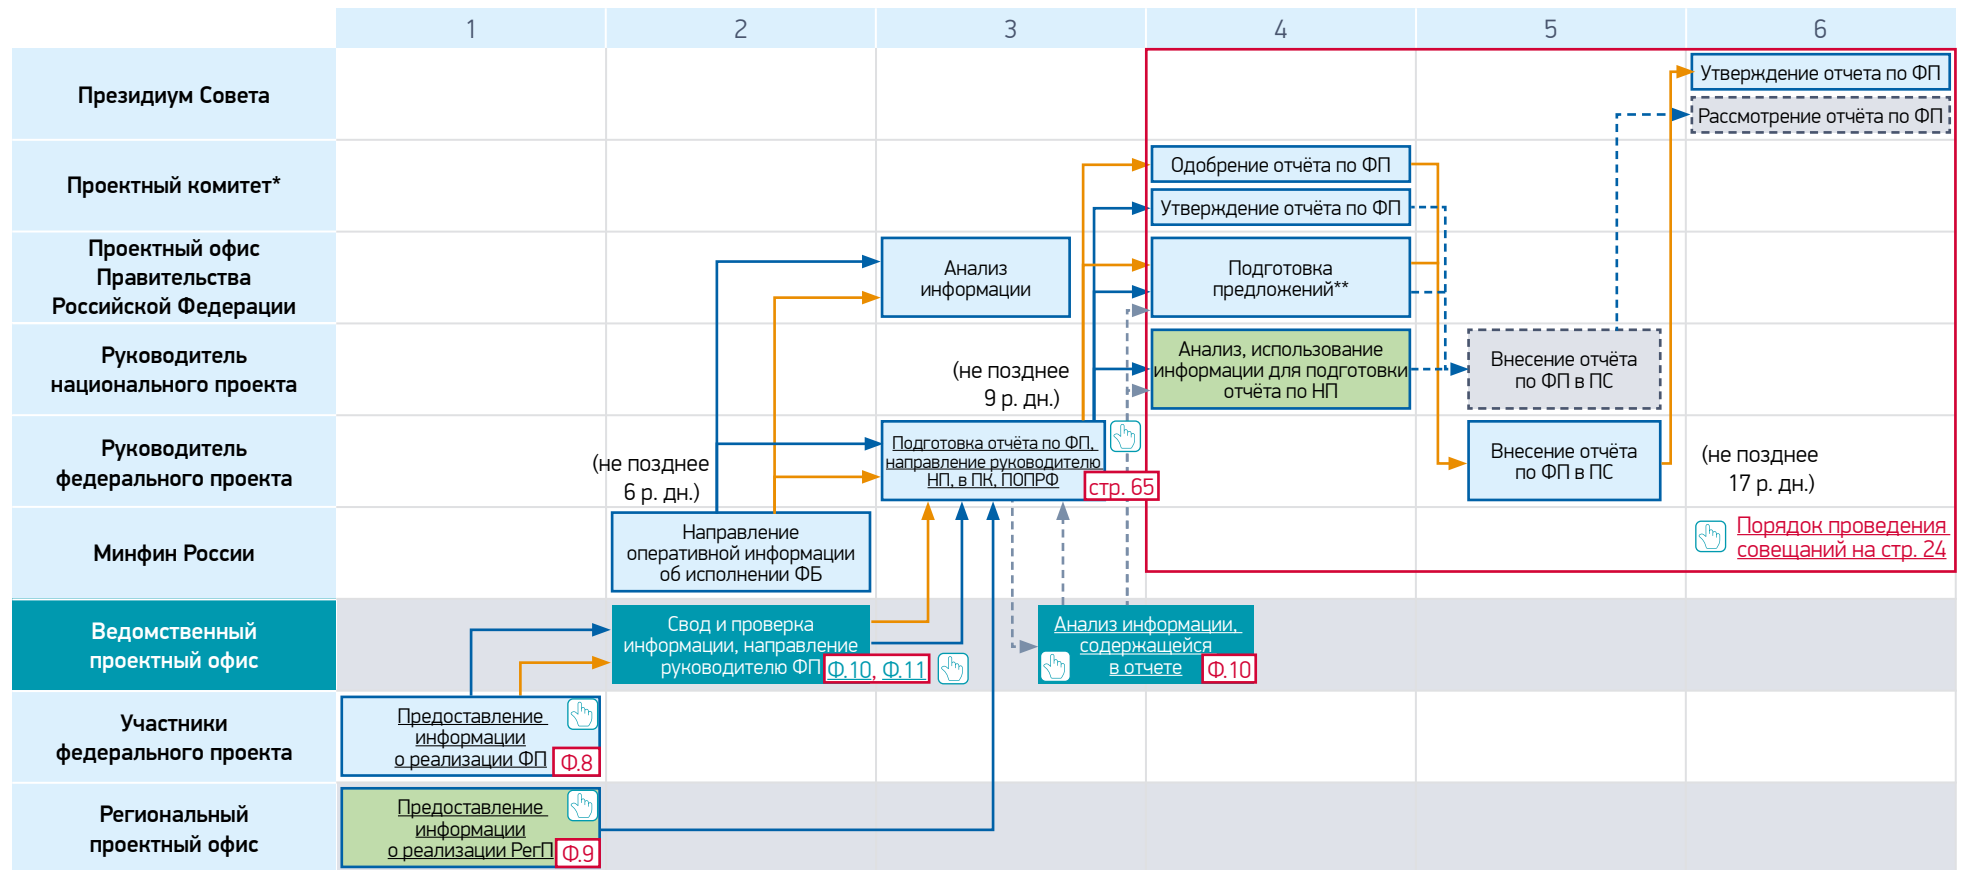 1 2 3 4 5 6
Президиум Совета
Утверждение отчета по ФП
Рассмотрение отчёта по ФП
Проектный комитет*
Одобрение отчёта по ФП
Утверждение отчёта по ФП
Проектный офис
Правительства
Российской Федерации
Анализ
информации
Подготовка
предложений**
Руководитель
национального проекта
(не позднее
9 р. дн.)
Анализ, использование
информации для подготовки
отчёта по НП
Внесение отчёта
по ФП в ПС
Руководитель
федерального проекта
(не позднее
6 р. дн.)
Подготовка отчёта по ФП,
направление руководителю
НП, в ПК, ПОПРФ
стр. 65
Внесение отчёта
по ФП в ПС
(не позднее
17 р. дн.)
Минфин России
Направление
оперативной информации
об исполнении ФБ
Порядок проведения
совещаний на стр. 24
Ведомственный
проектный офис
Свод и проверка
информации, направление
руководителю ФП
Ф.10, Ф.11
Анализ информации,
содержащейся
в отчете
Ф.10
Участники
федерального проекта
Предоставление
информации
о реализации ФП
Ф.8
Региональный
проектный офис
Предоставление
информации
о реализации РегП
Ф.9